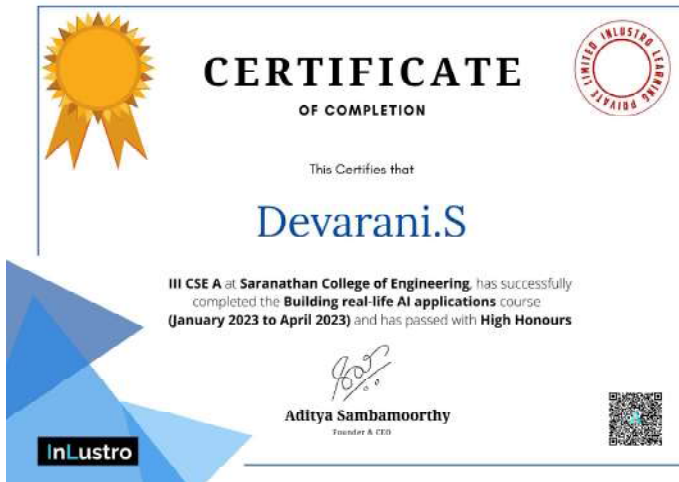 CERTIFICATE
INLUSTRO LEARNING PRIVATE LIMITED
OF COMPLETION
This Certifies that
Devarani.S
III CSE A at Saranathan College of Engineering, has successfully
completed the Building real-life AI applications course
(January 2023 to April 2023) and has passed with High Honours
Aditya Sambamoorthy
Founder & CEO
InLustro